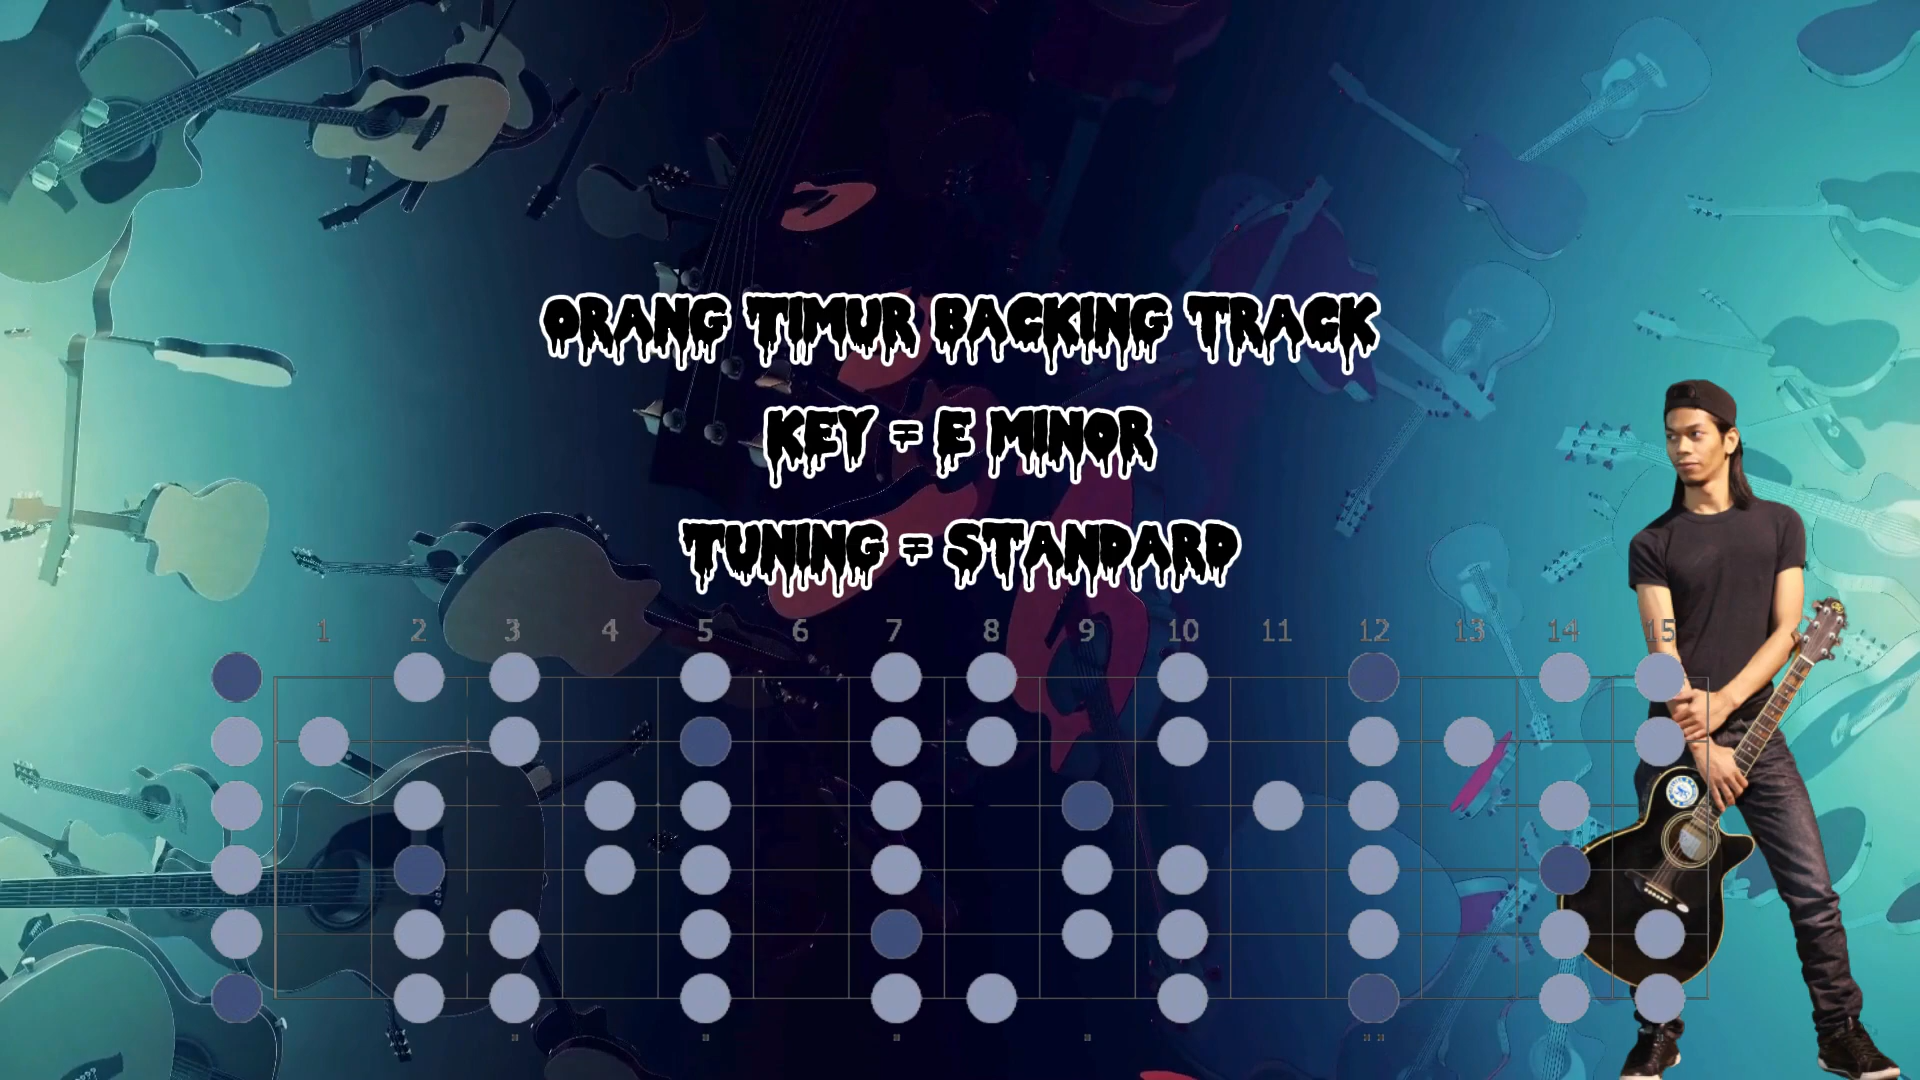 ORANG TIMUR BACKING TRACK
KEY = E MINOR
TUNING = STANDARD
1 2 3 4 5 6 7 8 9 10 11 12 13 14 15